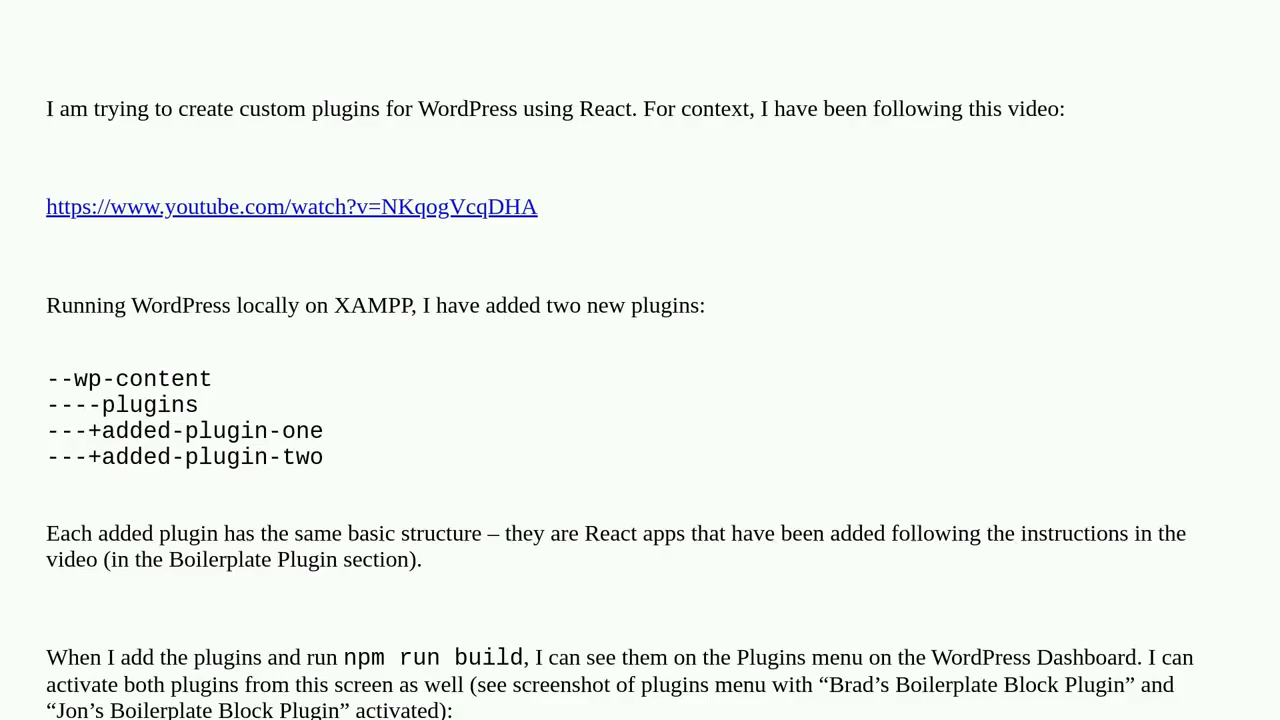 I am trying to create custom plugins for WordPress using React. For context, I have been following this video:
https://www.youtube.com/watch?v=NKqogVcqDHA
Running WordPress locally on XAMPP, I have added two new plugins:
--wp-content
----plugins
---+added-plugin-one
---+added-plugin-two
Each added plugin has the same basic structure – they are React apps that have been added following the instructions in the
video (in the Boilerplate Plugin section).
When I add the plugins and run npm run build, I can see them on the Plugins menu on the WordPress Dashboard. I can
activate both plugins from this screen as well (see screenshot of plugins menu with “Brad’s Boilerplate Block Plugin” and
“Jon’s Boilerplate Block Plugin” activated):